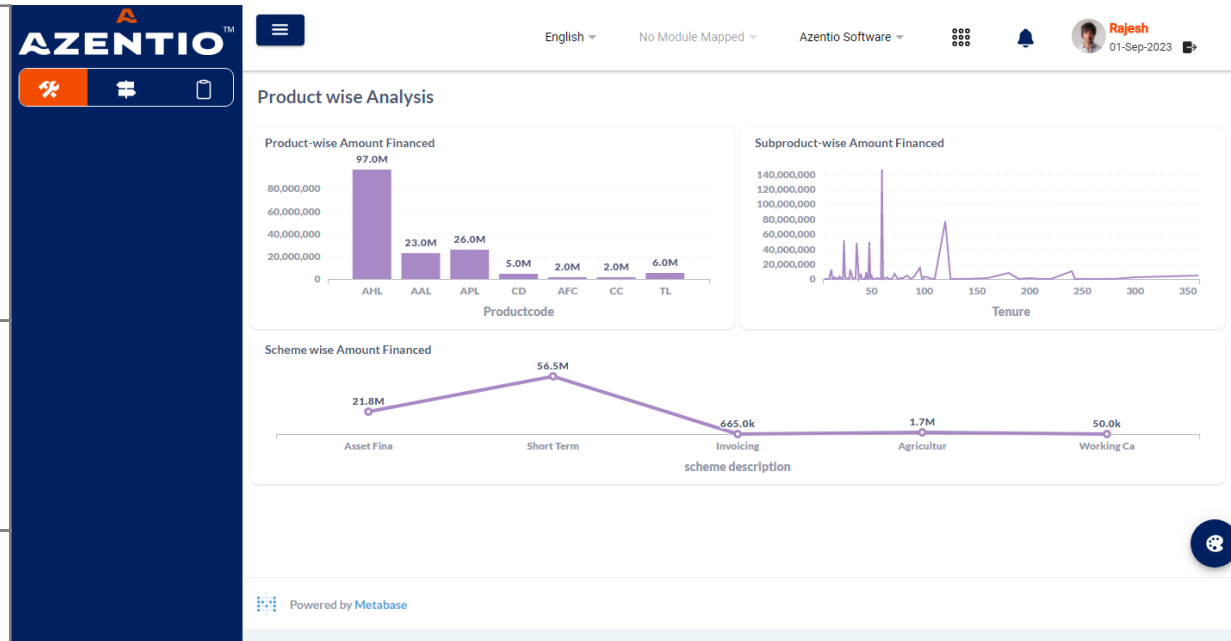 AZENTIO™
English
No Module Mapped
Azentio Software
Rajesh
01-Sep-2023
Product wise Analysis
Product-wise Amount Financed
97.0M
80,000,000
60,000,000
40,000,000
20,000,000
0
23.0M
26.0M
5.0M
2.0M
2.0M
6.0M
AHL AAL APL CD AFC CC TL
Productcode
Subproduct-wise Amount Financed
140,000,000
120,000,000
100,000,000
80,000,000
60,000,000
40,000,000
20,000,000
0
50 100 150 200 250 300 350
Tenure
Scheme wise Amount Financed
21.8M
56.5M
665.0k
1.7M
50.0k
Asset Fina Short Term Invoicing Agricultur Working Ca
scheme description
Powered by Metabase